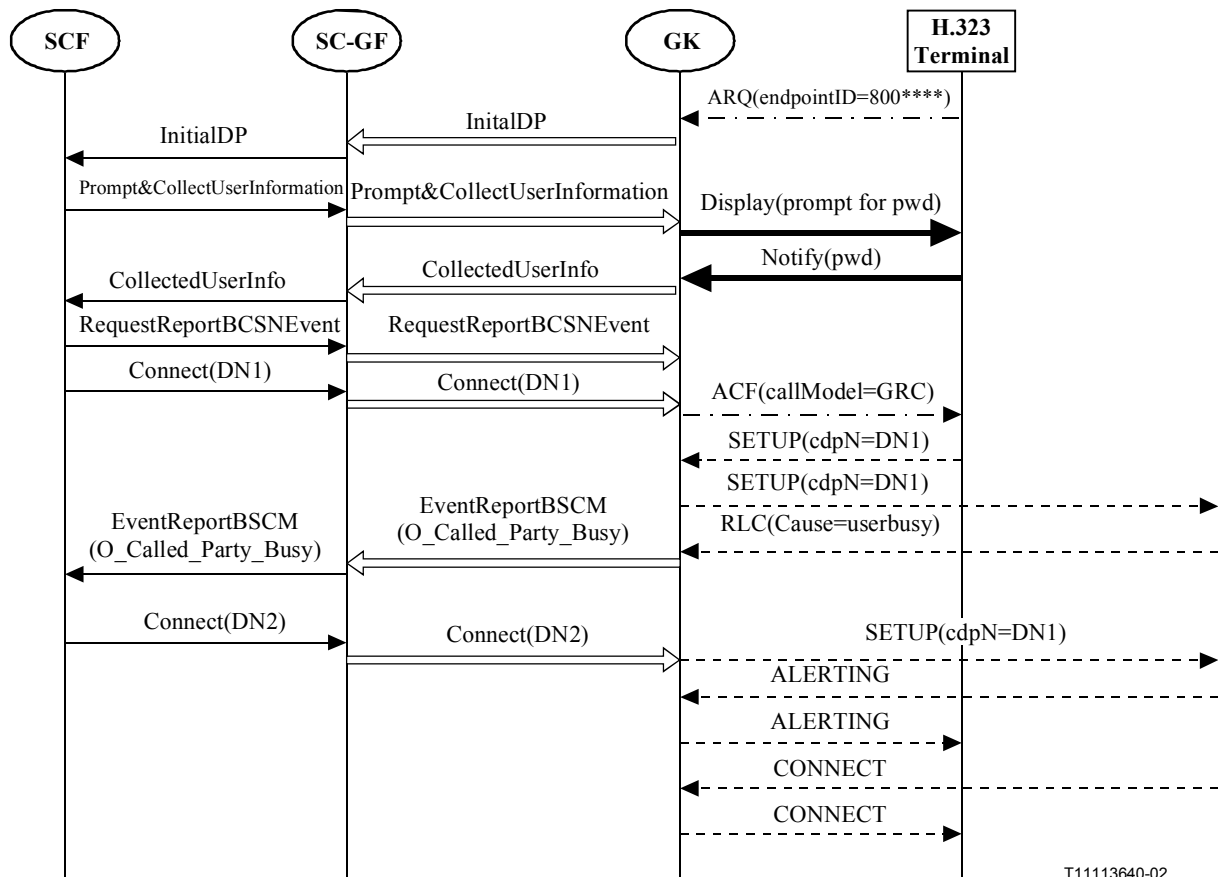 SCF
SC-GF
GK
H.323
Terminal
ARQ(endpointID=800****)
InitalDP
InitialDP
Prompt&CollectUserInformation
Prompt&CollectUserInformation
Display(prompt for pwd)
Notify(pwd)
CollectedUserInfo
CollectedUserInfo
RequestReportBCSNEvent
RequestReportBCSNEvent
Connect(DN1)
Connect(DN1)
ACF(callModel=GRC)
SETUP(cdpN=DN1)
SETUP(cdpN=DN1)
RLC(Cause=userbusy)
EventReportBSCM
(O_Called_Party_Busy)
EventReportBSCM
(O_Called_Party_Busy)
Connect(DN2)
Connect(DN2)
SETUP(cdpN=DN1)
ALERTING
ALERTING
CONNECT
CONNECT
T11113640-02